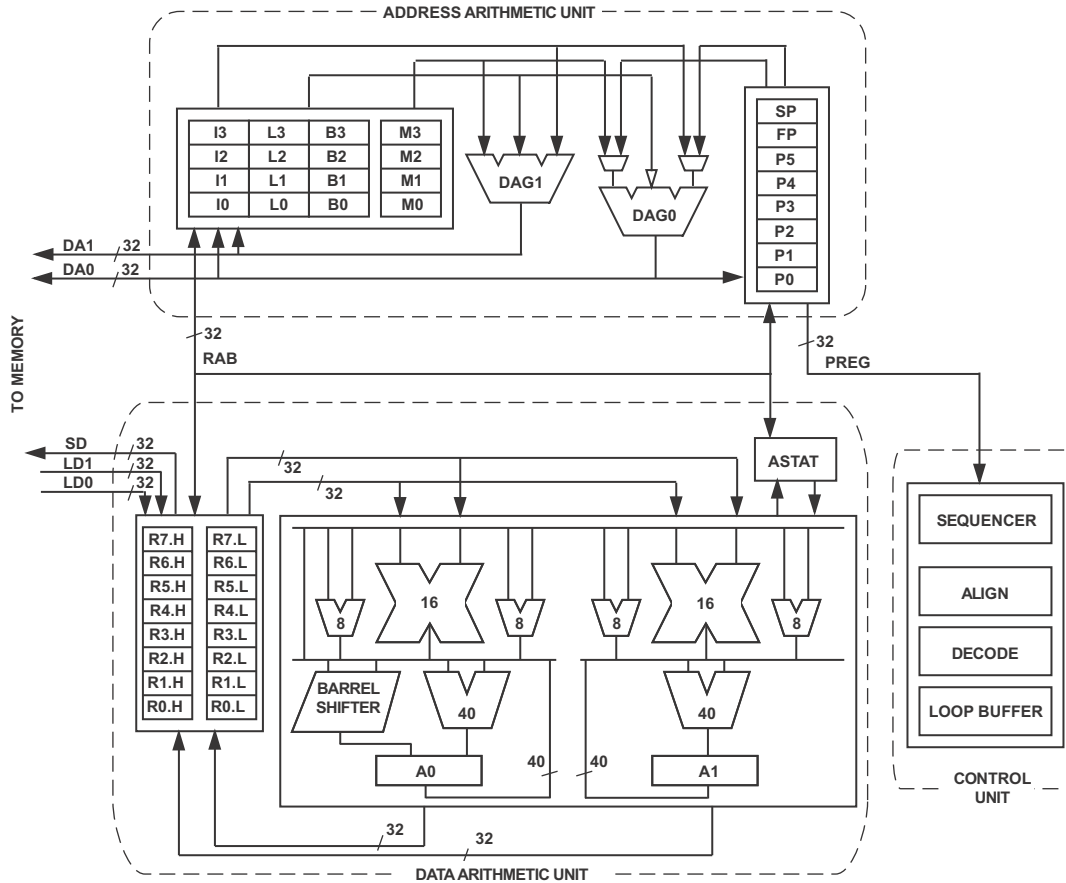 ADDRESS ARITHMETIC UNIT
I3 L3 B3 M3
I2 L2 B2 M2
I1 L1 B1 M1
I0 L0 B0 M0
DAG1
DAG0
SP
FP
P5
P4
P3
P2
P1
P0
DA1 32
DA0 32
TO MEMORY
32
RAB
32
PREG
SD 32
LD1 32
LD0 32
32
32
ASTAT
R7.H R7.L
R6.H R6.L
R5.H R5.L
R4.H R4.L
R3.H R3.L
R2.H R2.L
R1.H R1.L
R0.H R0.L
8 16 8 8 16 8
BARREL
SHIFTER
40 40
A0 40 40 A1
32
32
DATA ARITHMETIC UNIT
SEQUENCER
ALIGN
DECODE
LOOP BUFFER
CONTROL
UNIT